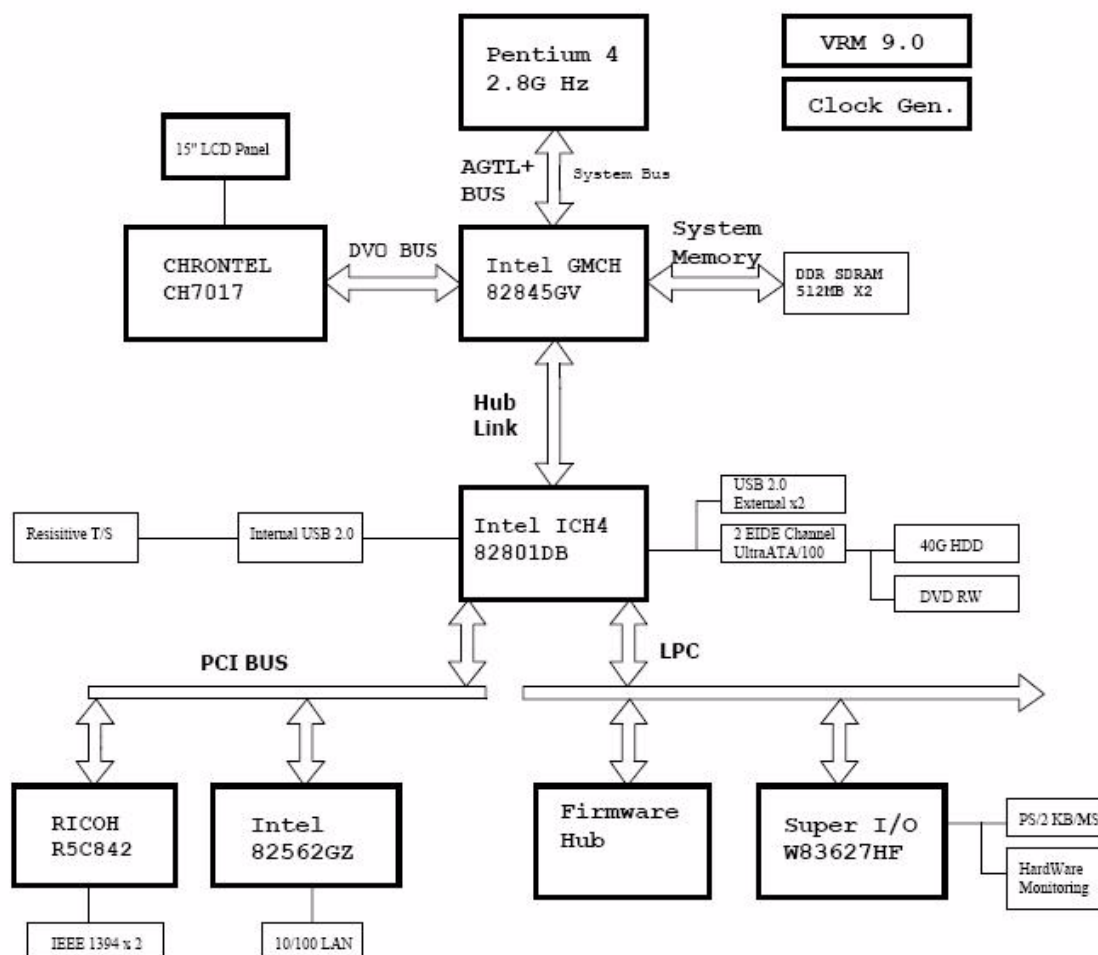 Pentium 4
2.8G Hz
VRM 9.0
Clock Gen.
15" LCD Panel
AGTL+
BUS
System Bus
CHRONTEL
CH7017
DVO BUS
Intel GMCH
82845GV
System
Memory
DDR SDRAM
512MB X2
Hub
Link
Resisitive T/S
Internal USB 2.0
Intel ICH4
82801DB
USB 2.0
External x2
2 EIDE Channel
UltraATA/100
40G HDD
DVD RW
PCI BUS
LPC
RICOH
R5C842
Intel
82562GZ
Firmware
Hub
Super I/O
W83627HF
PS/2 KB/MS
HardWare
Monitoring
IEEE 1394 x 2
10/100 LAN